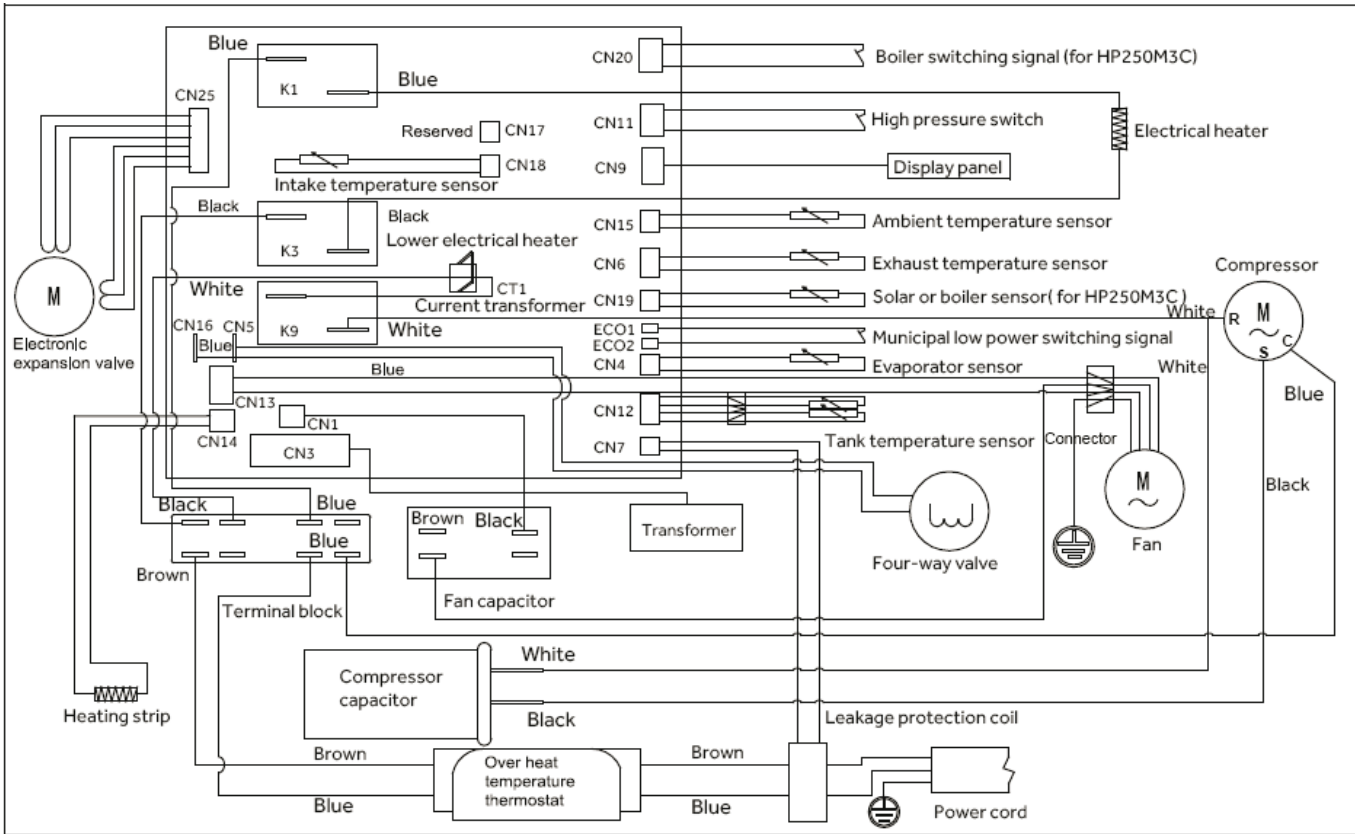 Blue
CN20
Boiler switching signal (for HP250M3C)
K1
Blue
CN25
Reserved
CN17
CN11
High pressure switch
Electrical heater
CN18
CN9
Display panel
Intake temperature sensor
Black
K3
Black
Lower electrical heater
CN15
Ambient temperature sensor
CN6
Exhaust temperature sensor
Compressor
M
Electronic
expansion valve
White
CT1
Current transformer
K9
White
CN19
Solar or boiler sensor( for HP250M3C )
White
R
M
C
S
CN16
CN5
Blue
ECO1
ECO2
Municipal low power switching signal
CN4
Evaporator sensor
White
Blue
Blue
CN13
CN14
CN1
CN3
CN12
CN7
Tank temperature sensor
Connector
M
Fan
Black
Black
Blue
Blue
Brown
Terminal block
Brown
Black
Fan capacitor
Transformer
Four-way valve
Compressor
capacitor
White
Black
Heating strip
Leakage protection coil
Brown
Blue
Over heat
temperature
thermostat
Brown
Blue
Power cord